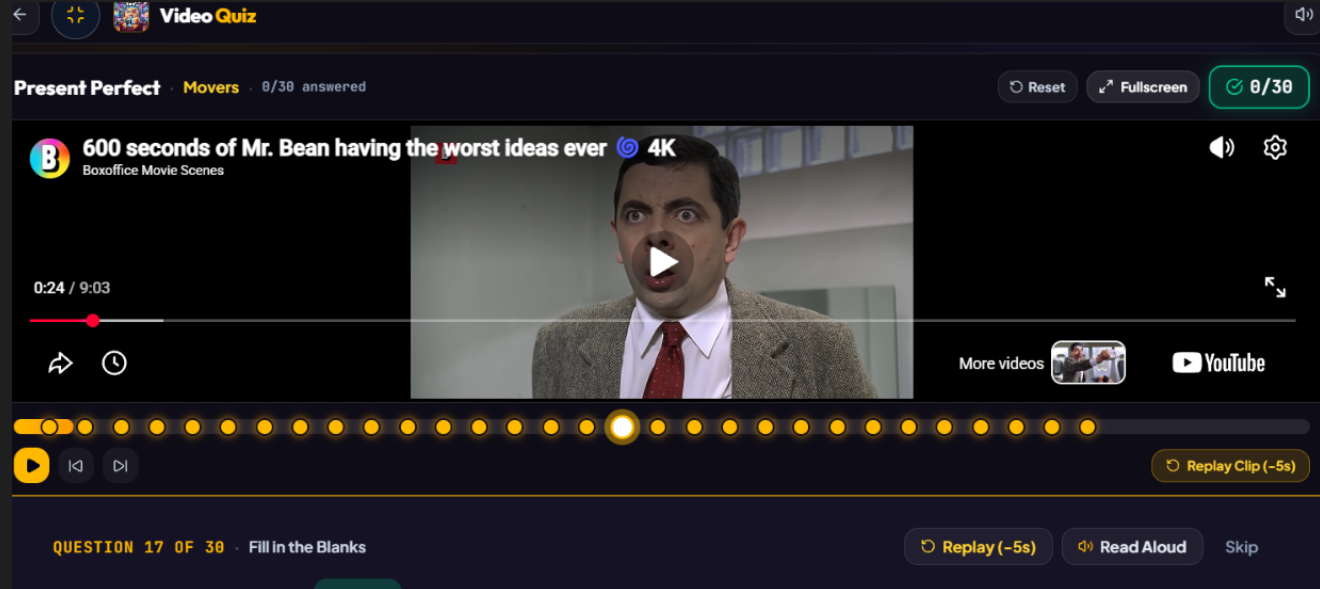 Video Quiz
Present Perfect · Movers · 0/30 answered
Reset
Fullscreen
0/30
B
600 seconds of Mr. Bean having the worst ideas ever 🌀 4K
Boxoffice Movie Scenes
0:24 / 9:03
More videos
YouTube
Replay Clip (-5s)
QUESTION 17 OF 30 · Fill in the Blanks
Replay (-5s)
Read Aloud
Skip